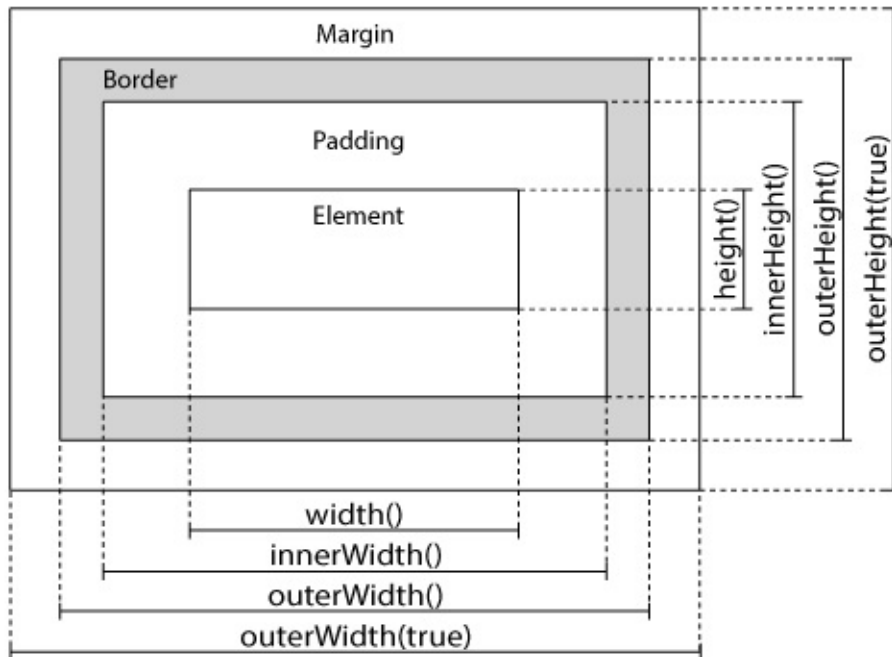 Margin
Border
Padding
Element
height()
innerHeight()
outerHeight()
outerHeight(true)
width()
innerWidth()
outerWidth()
outerWidth(true)